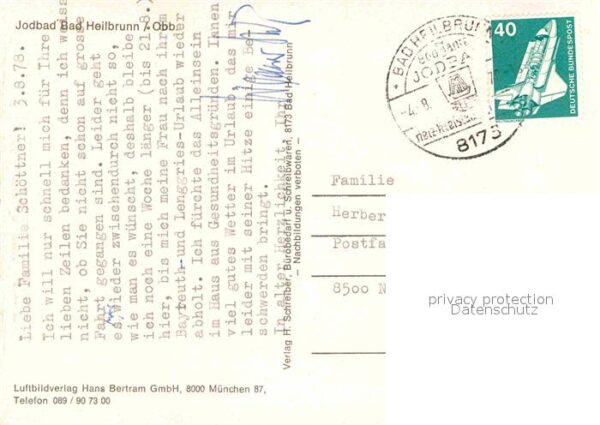 Jodbad Bad Heilbrunn / Obb.
Liebe Familie Schöttner! 3.8.78.
Ich will nur schnell mich für Ihre
lieben Zeilen bedanken, denn ich weiss
nicht, ob Sie nicht schon auf grosse
Fahrt gegangen sind. Leider geht
es wieder zwischendurch nicht so,
wie man es wünscht, deshalb bleibe
ich noch eine Woche länger (bis 21.8.)
hier, bis mich meine Frau nach ihrem
Bayreuth-und Lenggries-Urlaub wieder
abholt. Ich fürchte das Alleinsein
im Haus aus Gesundheitsgründen. Ihnen
viel gutes Wetter im Urlaub, das mir
leider mit seiner Hitze einige Be-
schwerden bringt.
In alter Herzlichkeit Ihr
Verlag H. Schreiber, Bürobedarf u. Schreibwaren, 8173 Bad Heilbrunn
– Nachbildungen verboten –
BAD HEILBRUNN
JODBAD
-4.8.
8173
40
DEUTSCHE BUNDESPOST
Familie
Herber
Postfa
8500 N
privacy protection
Datenschutz
Luftbildverlag Hans Bertram GmbH, 8000 München 87,
Telefon 089 / 90 73 00